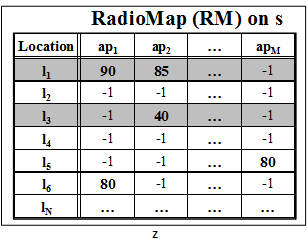 RadioMap (RM) on s
Location ap1 ap2 ... apM
l1 90 85 ... -1
l2 -1 -1 ... -1
l3 -1 40 ... -1
l4 -1 -1 ... -1
l5 -1 -1 ... 80
l6 80 -1 ... -1
lN ... ... ... ...
z